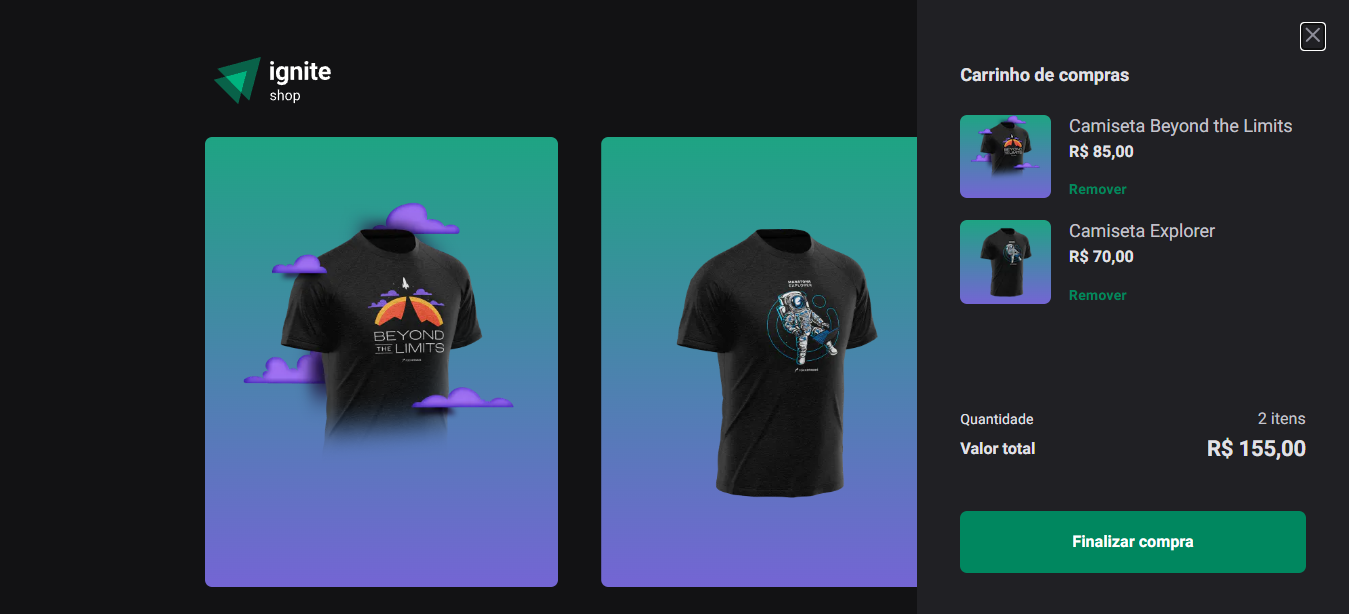 ignite
shop
BEYOND
THE LIMITS
EXPLORER
Carrinho de compras
Camiseta Beyond the Limits
R$ 85,00
Remover
Camiseta Explorer
R$ 70,00
Remover
Quantidade
2 itens
Valor total
R$ 155,00
Finalizar compra